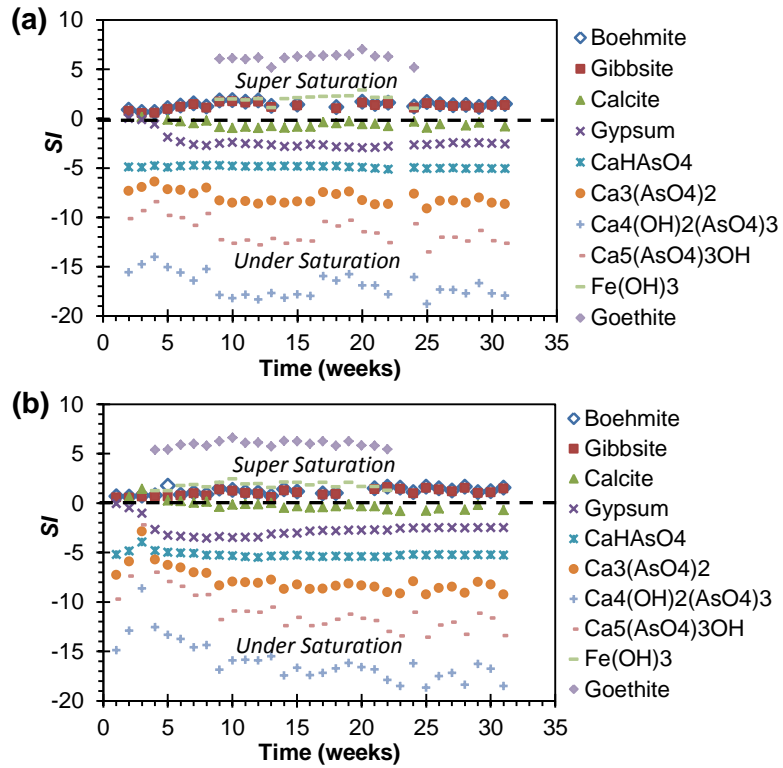 (a)
10
5
0
-5
-10
-15
-20
SI
Super Saturation
Under Saturation
0 5 10 15 20 25 30 35
Time (weeks)
Boehmite
Gibbsite
Calcite
Gypsum
CaHAsO4
Ca3(AsO4)2
Ca4(OH)2(AsO4)3
Ca5(AsO4)3OH
Fe(OH)3
Goethite
(b)
10
5
0
-5
-10
-15
-20
SI
Super Saturation
Under Saturation
0 5 10 15 20 25 30 35
Time (weeks)
Boehmite
Gibbsite
Calcite
Gypsum
CaHAsO4
Ca3(AsO4)2
Ca4(OH)2(AsO4)3
Ca5(AsO4)3OH
Fe(OH)3
Goethite